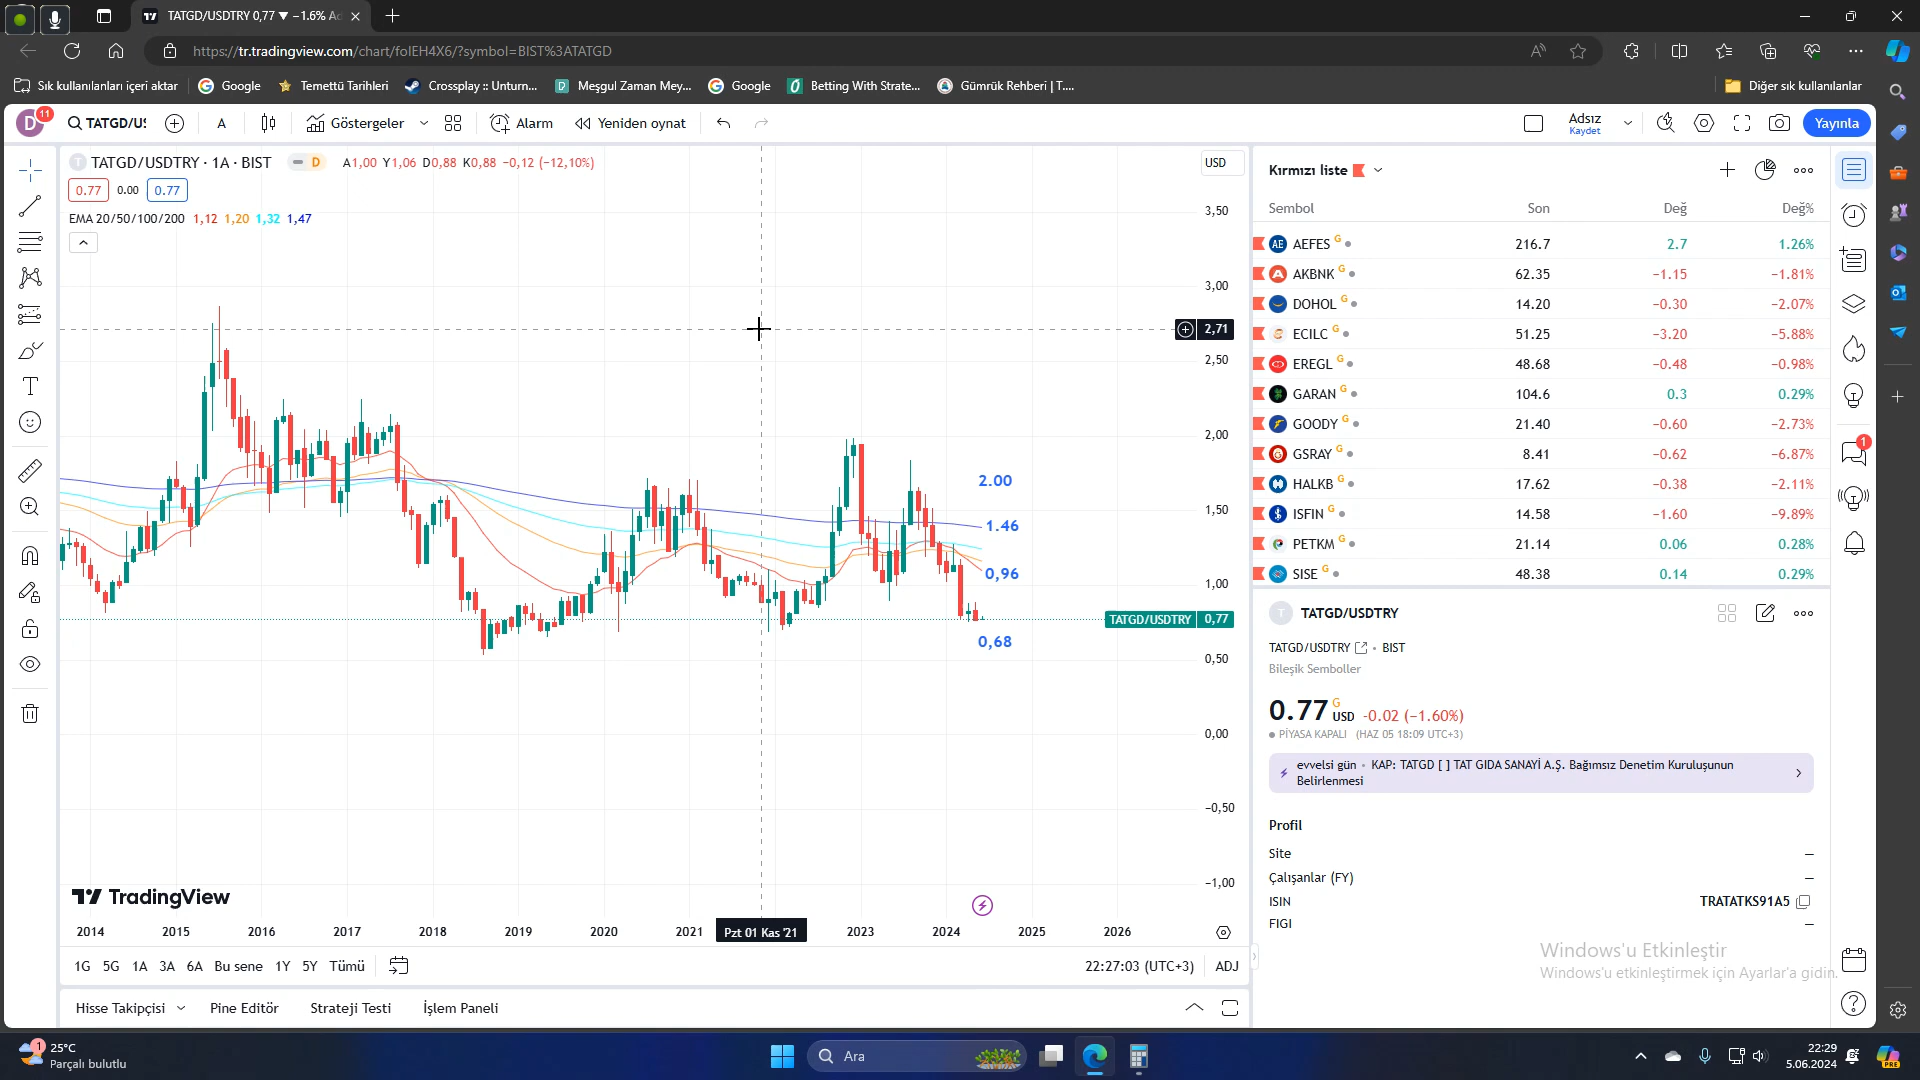 TATGD/USDTRY 0,77 ▼ −1.6% Ad
https://tr.tradingview.com/chart/folEH4X6/?symbol=BIST%3ATATGD
Sık kullanılanları içeri aktar
Google
Temettü Tarihleri
Crossplay :: Unturn...
Meşgul Zaman Mey...
Google
Betting With Strate...
Gümrük Rehberi | T....
Diğer sık kullanılanlar
D
11
TATGD/US
A
Göstergeler
Alarm
Yeniden oynat
Adsız
Kaydet
Yayınla
TATGD/USDTRY · 1A · BIST
D
A1,00 Y1,06 D0,88 K0,88 −0,12 (−12,10%)
USD
0.77 0.00 0.77
EMA 20/50/100/200 1,12 1,20 1,32 1,47
3,50
3,00
2,71
2,50
2,00
1,50
1,00
TATGD/USDTRY 0,77
0,50
0,00
−0,50
−1,00
2.00
1.46
0,96
0,68
TradingView
2014 2015 2016 2017 2018 2019 2020 2021 Pzt 01 Kas '21 2023 2024 2025 2026
1G 5G 1A 3A 6A Bu sene 1Y 5Y Tümü
22:27:03 (UTC+3) ADJ
Hisse Takipçisi Pine Editör Strateji Testi İşlem Paneli
Kırmızı liste
Sembol Son Değ Değ%
AEFES G 216.7 2.7 1.26%
AKBNK G 62.35 −1.15 −1.81%
DOHOL G 14.20 −0.30 −2.07%
ECILC G 51.25 −3.20 −5.88%
EREGL G 48.68 −0.48 −0.98%
GARAN G 104.6 0.3 0.29%
GOODY G 21.40 −0.60 −2.73%
GSRAY G 8.41 −0.62 −6.87%
HALKB G 17.62 −0.38 −2.11%
ISFIN G 14.58 −1.60 −9.89%
PETKM G 21.14 0.06 0.28%
SISE G 48.38 0.14 0.29%
T TATGD/USDTRY
TATGD/USDTRY • BIST
Bileşik Semboller
0.77 G USD −0.02 (−1.60%)
PİYASA KAPALI (HAZ 05 18:09 UTC+3)
evvelsi gün • KAP: TATGD [ ] TAT GIDA SANAYİ A.Ş. Bağımsız Denetim Kuruluşunun
Belirlenmesi
Profil
Site –
Çalışanlar (FY) –
ISIN TRATATKS91A5
FIGI –
Windows'u Etkinleştir
Windows'u etkinleştirmek için Ayarlar'a gidin.
1
1
25°C
Parçalı bulutlu
Ara
22:29
5.06.2024
PRE